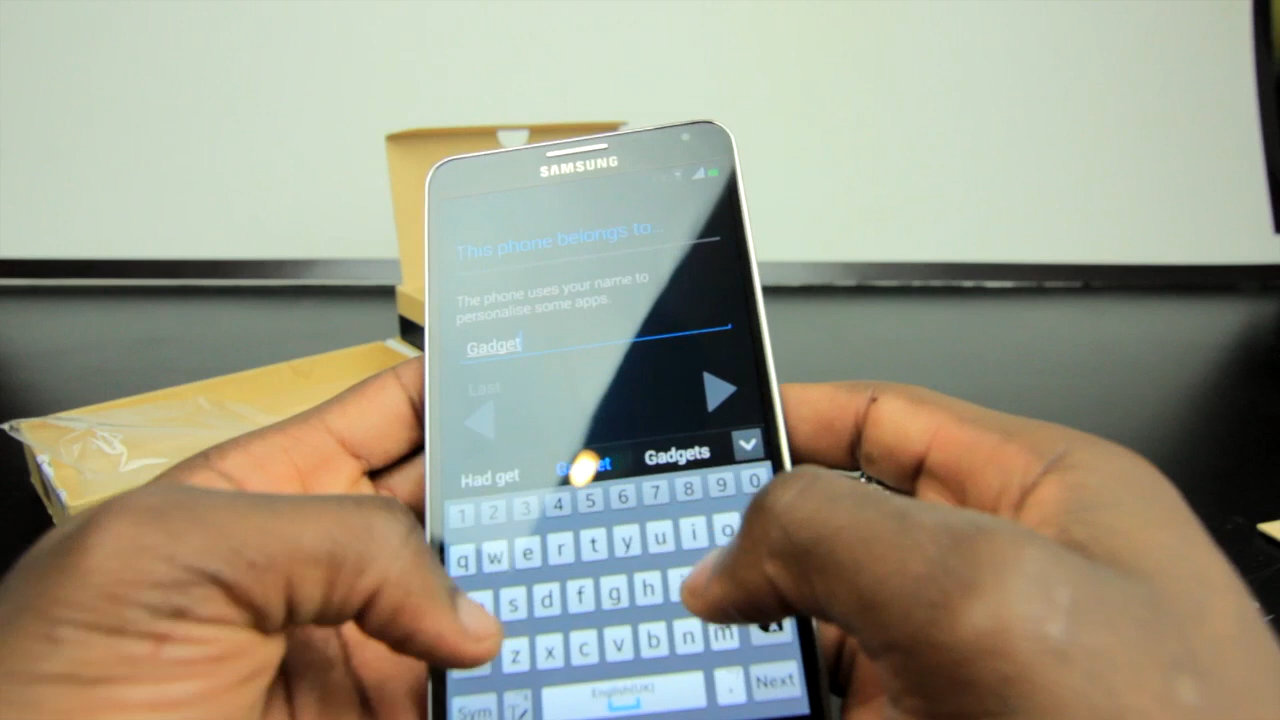 SAMSUNG
This phone belongs to...
The phone uses your name to
personalise some apps.
Gadget
Last
Had get Gadget Gadgets
1 2 3 4 5 6 7 8 9 0
q w e r t y u i o
s d f g h
z x c v b n m
Sym English(UK) . Next